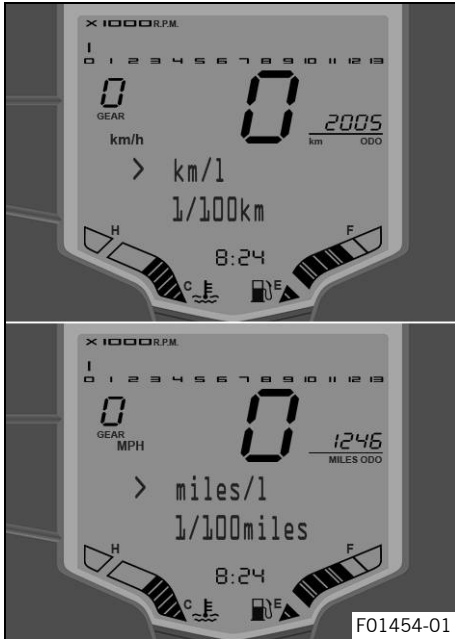 X 1000 R.P.M.
0 1 2 3 4 5 6 7 8 9 10 11 12 13
0 0 2005
GEAR km ODO
km/h
> km/l
l/100km
H F
8:24
C E
X 1000 R.P.M.
0 1 2 3 4 5 6 7 8 9 10 11 12 13
0 0 1246
GEAR MILES ODO
MPH
> miles/l
l/100miles
H F
8:24
C E
F01454-01